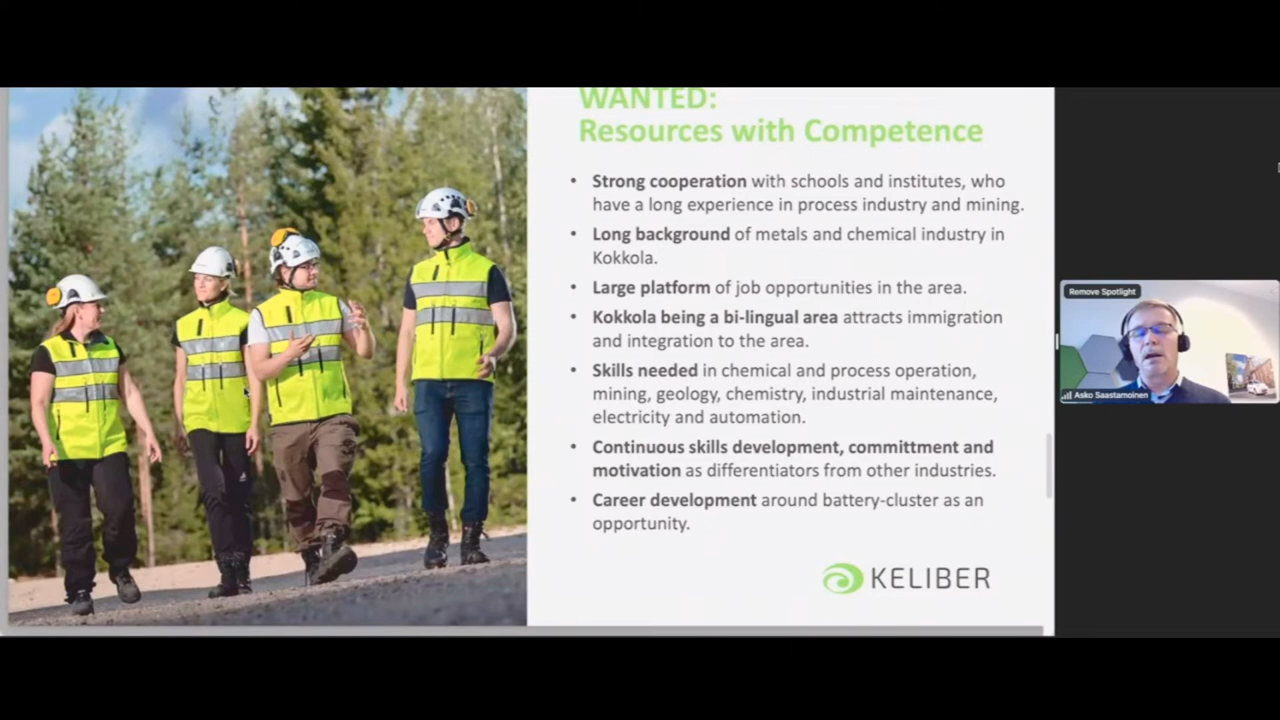 WANTED:
Resources with Competence
• Strong cooperation with schools and institutes, who
have a long experience in process industry and mining.
• Long background of metals and chemical industry in
Kokkola.
• Large platform of job opportunities in the area.
• Kokkola being a bi-lingual area attracts immigration
and integration to the area.
• Skills needed in chemical and process operation,
mining, geology, chemistry, industrial maintenance,
electricity and automation.
• Continuous skills development, committment and
motivation as differentiators from other industries.
• Career development around battery-cluster as an
opportunity.
KELIBER
Remove Spotlight
Asko Saastamoinen